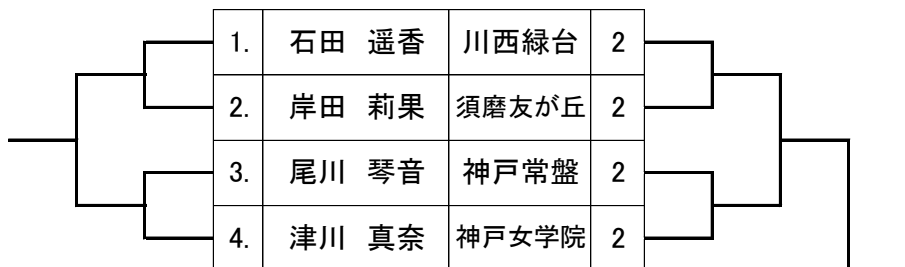 1. 石田 遥香 川西緑台 2
2. 岸田 莉果 須磨友が丘 2
3. 尾川 琴音 神戸常盤 2
4. 津川 真奈 神戸女学院 2